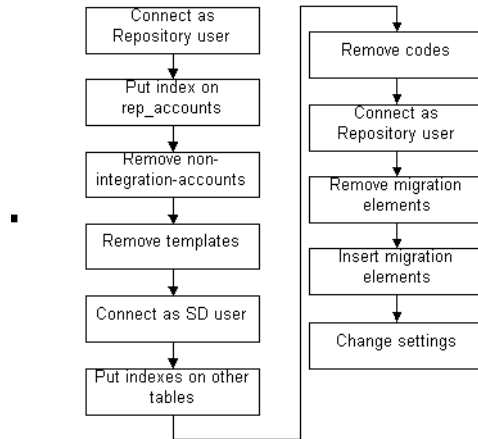 Connect as
Repository user
Put index on
rep_accounts
Remove non-
integration-accounts
Remove templates
Connect as SD user
Put indexes on other
tables
Remove codes
Connect as
Repository user
Remove migration
elements
Insert migration
elements
Change settings